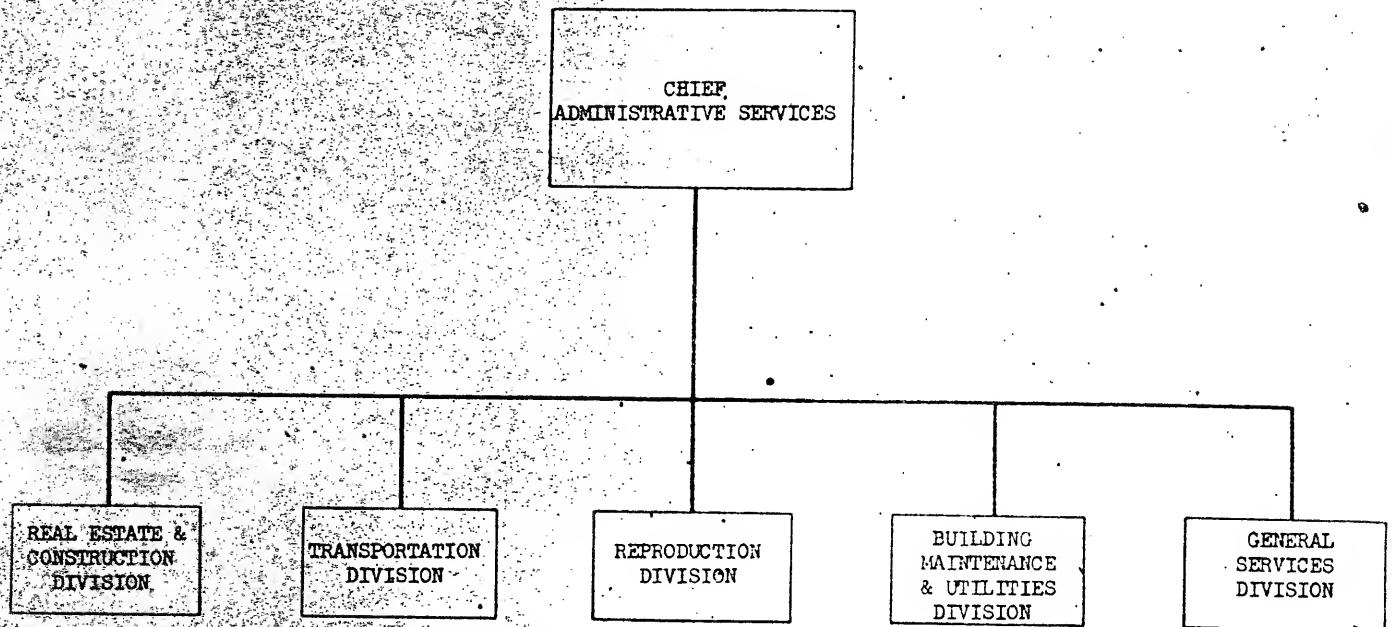 CHIEF,
ADMINISTRATIVE SERVICES
REAL ESTATE &
CONSTRUCTION
DIVISION
TRANSPORTATION
DIVISION
REPRODUCTION
DIVISION
BUILDING
MAINTENANCE
& UTILITIES
DIVISION
GENERAL
SERVICES
DIVISION